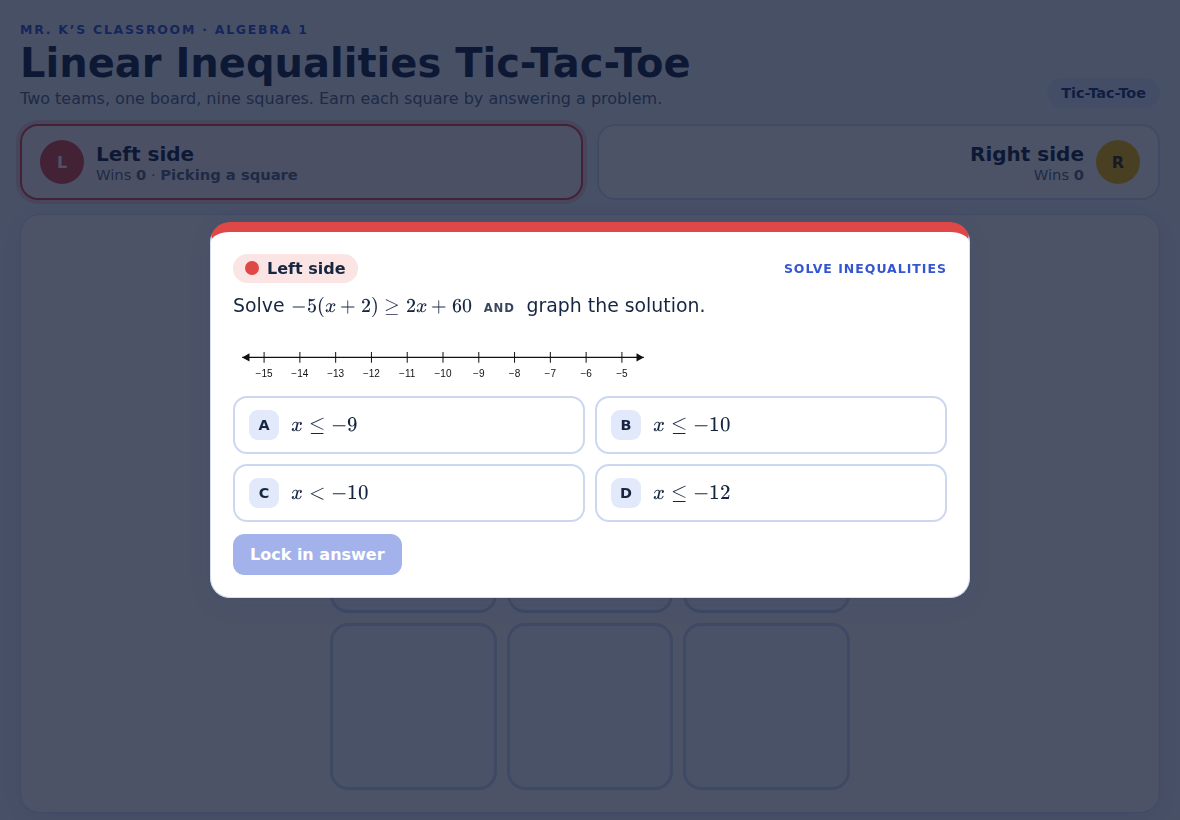 MR. K'S CLASSROOM · ALGEBRA 1
Linear Inequalities Tic-Tac-Toe
Two teams, one board, nine squares. Earn each square by answering a problem.
Tic-Tac-Toe
L
Left side
Wins 0 · Picking a square
Right side
Wins 0
R
Left side
SOLVE INEQUALITIES
Solve −5(x + 2) ≥ 2x + 60 AND graph the solution.
−15 −14 −13 −12 −11 −10 −9 −8 −7 −6 −5
A x ≤ −9
B x ≤ −10
C x < −10
D x ≤ −12
Lock in answer